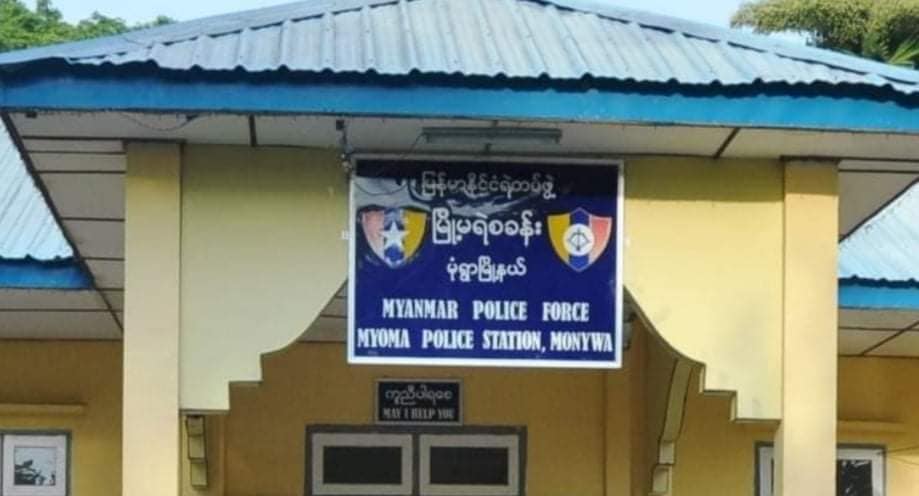 မြန်မာနိုင်ငံရဲတပ်ဖွဲ့
မြို့မရဲစခန်း
မုံရွာမြို့နယ်
MYANMAR POLICE FORCE
MYOMA POLICE STATION, MONYWA
ကူညီပါရစေ
MAY I HELP YOU